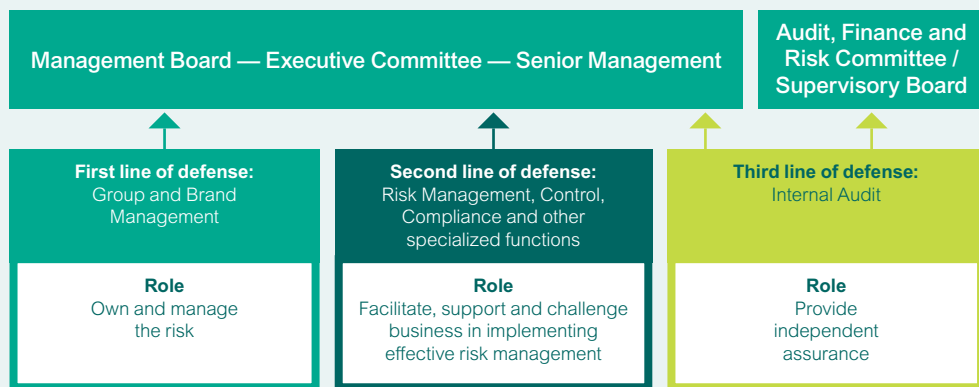 Management Board — Executive Committee — Senior Management
Audit, Finance and
Risk Committee /
Supervisory Board
First line of defense:
Group and Brand
Management
Role
Own and manage
the risk
Second line of defense:
Risk Management, Control,
Compliance and other
specialized functions
Role
Facilitate, support and challenge
business in implementing
effective risk management
Third line of defense:
Internal Audit
Role
Provide
independent
assurance